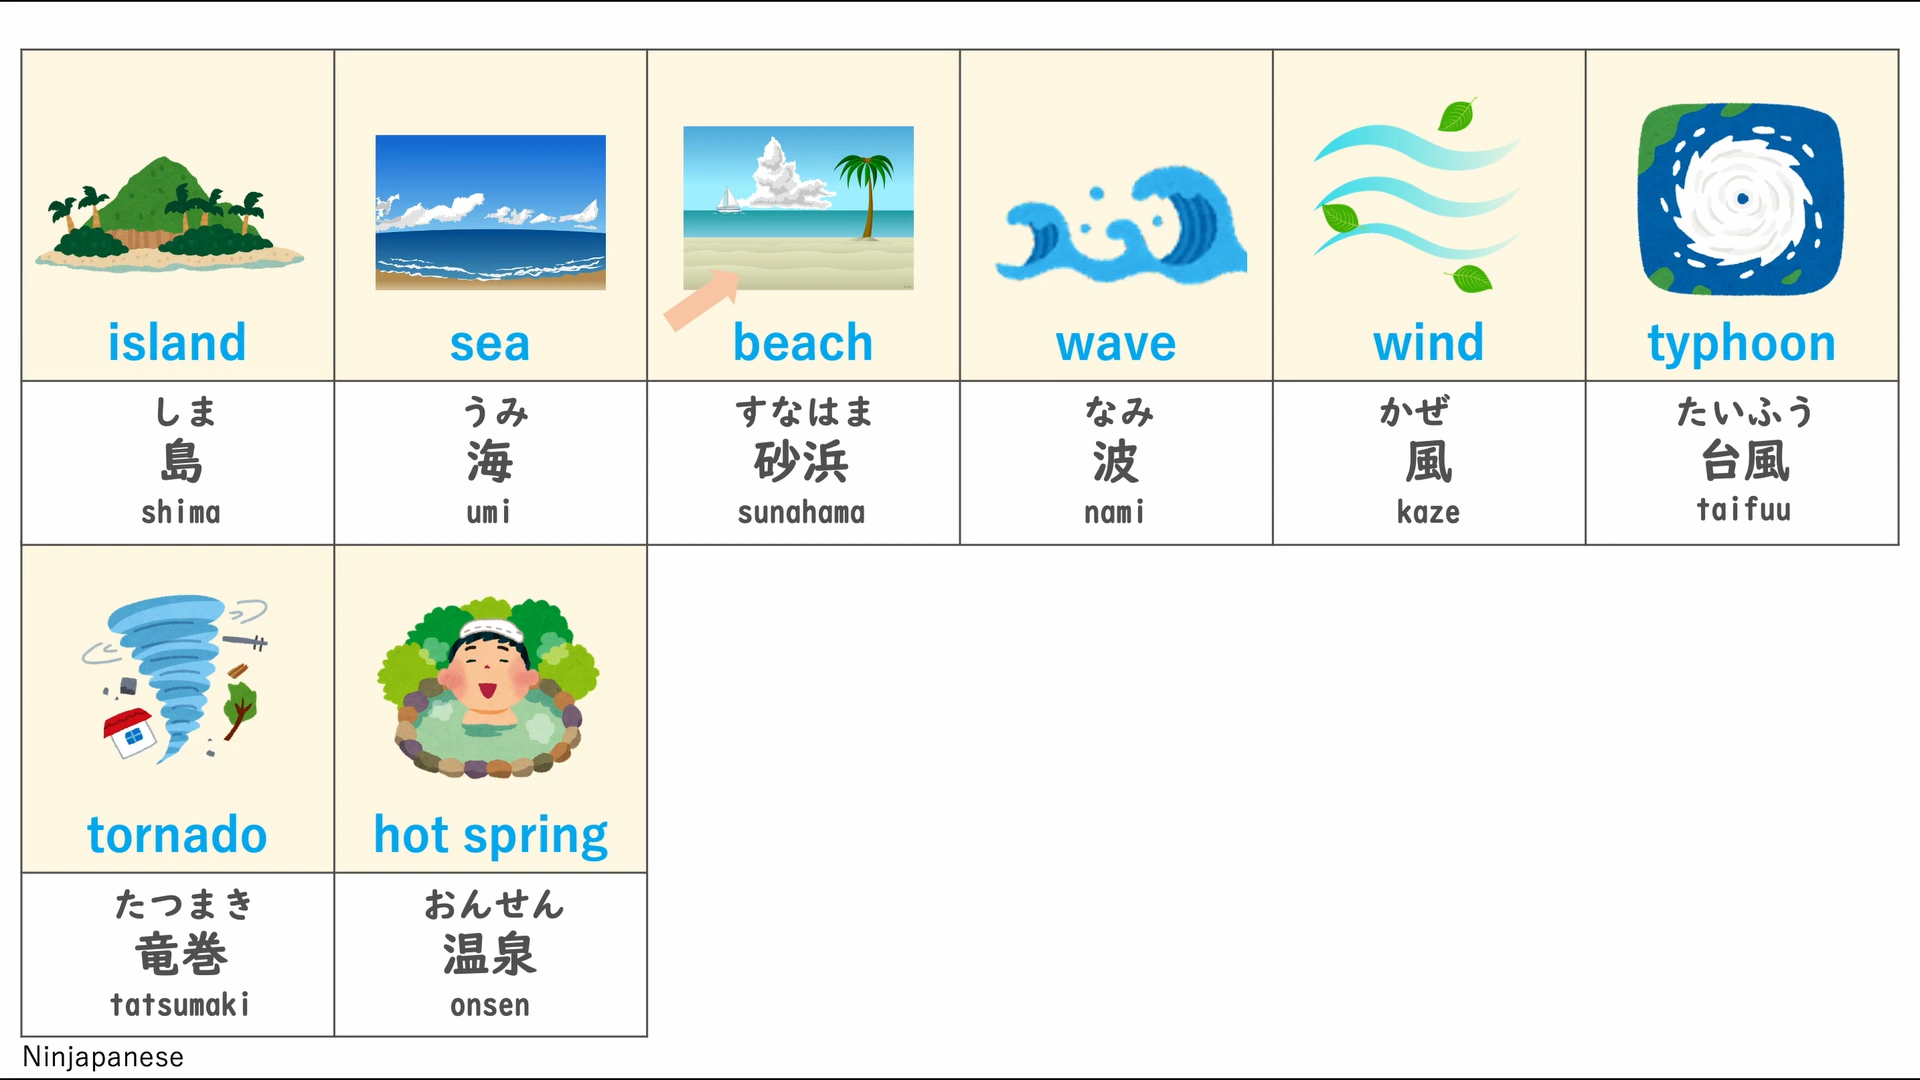 island
しま
島
shima
sea
うみ
海
umi
beach
すなはま
砂浜
sunahama
wave
なみ
波
nami
wind
かぜ
風
kaze
typhoon
たいふう
台風
taifuu
tornado
たつまき
竜巻
tatsumaki
hot spring
おんせん
温泉
onsen
Ninjapanese